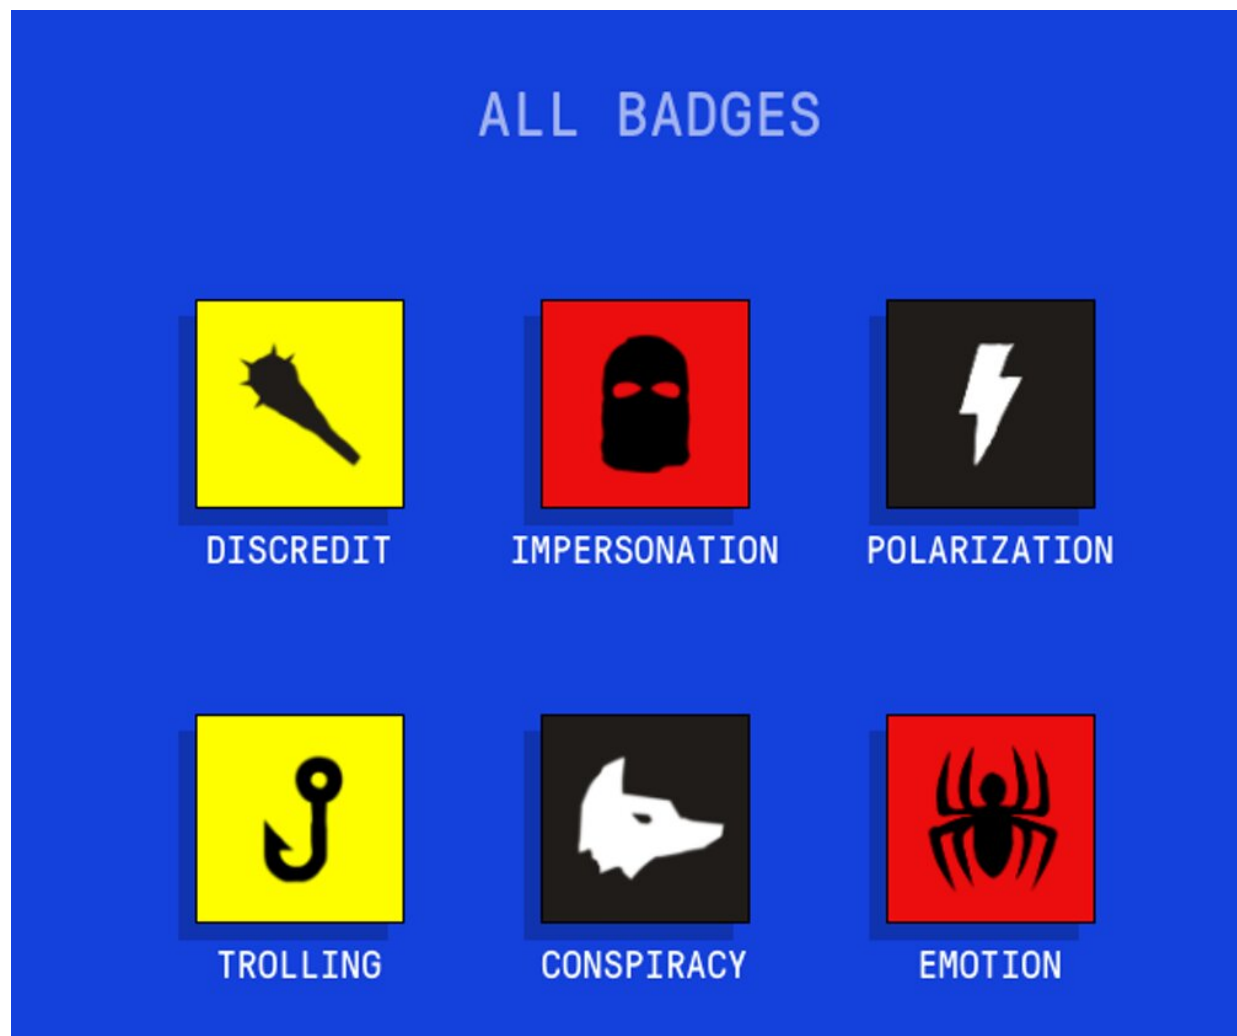 ALL BADGES
DISCREDIT IMPERSONATION POLARIZATION
TROLLING CONSPIRACY EMOTION